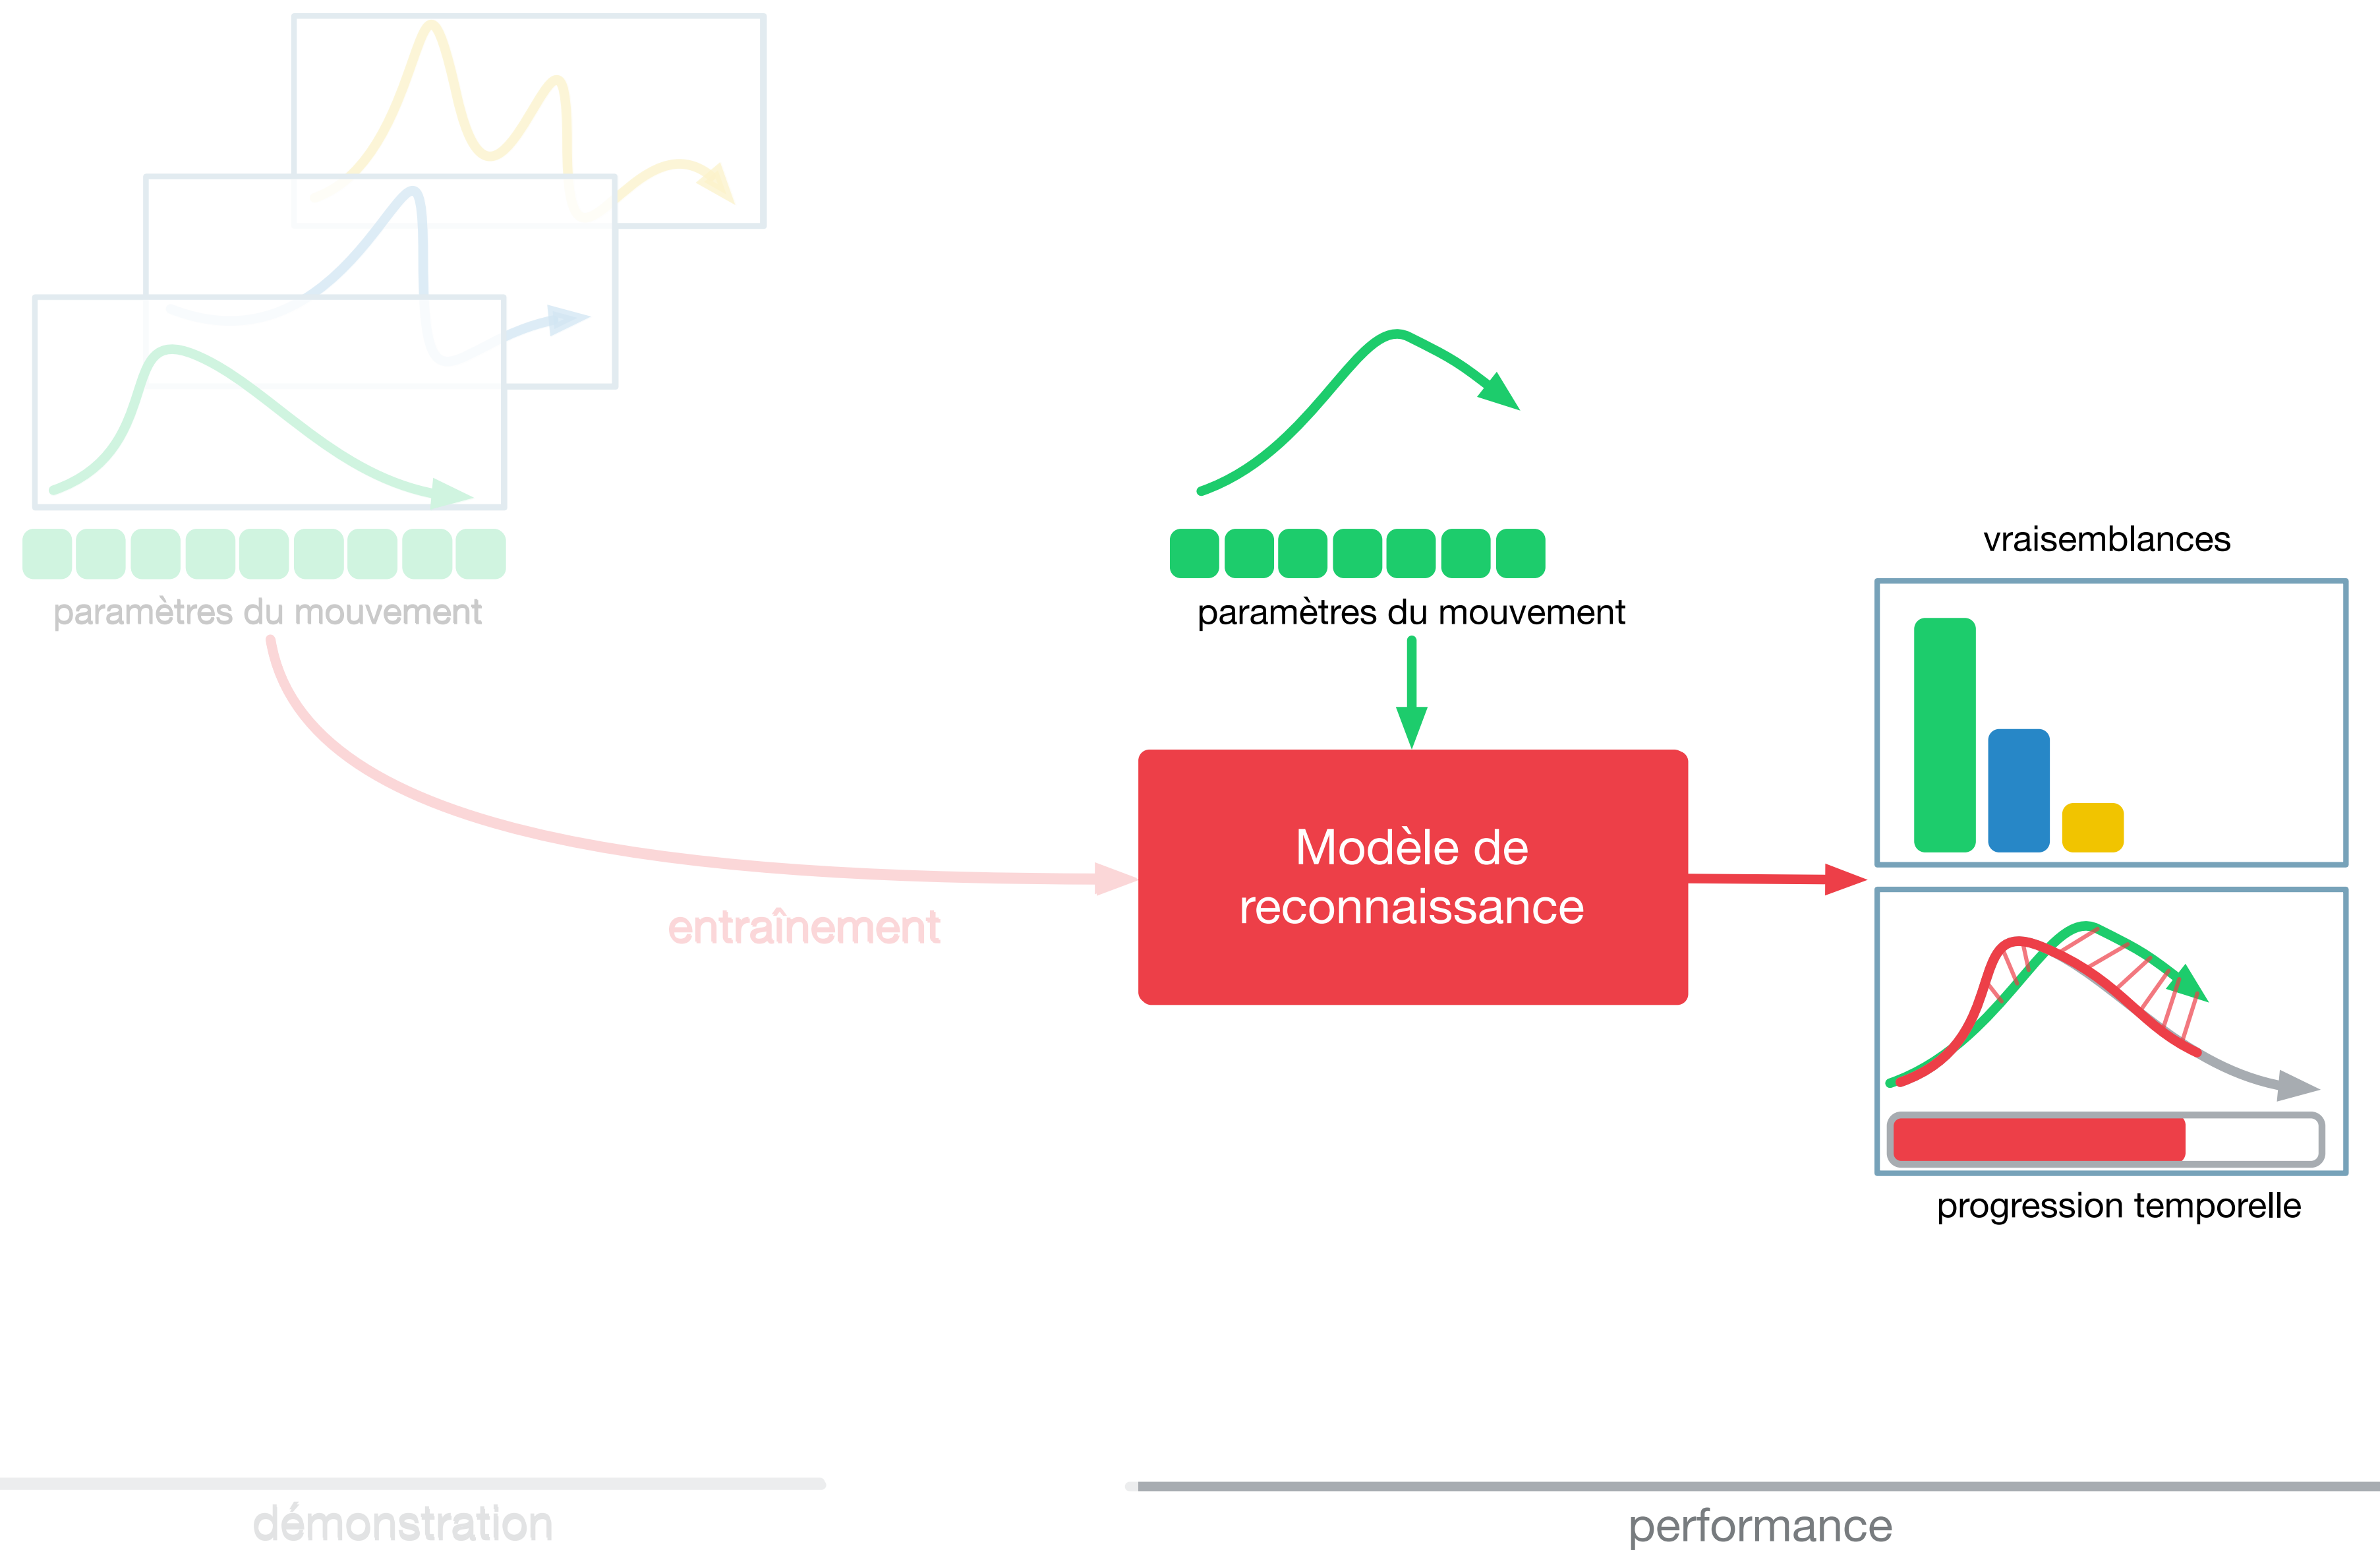 paramètres du mouvement
entraînement
démonstration
paramètres du mouvement
Modèle de
reconnaissance
vraisemblances
progression temporelle
performance